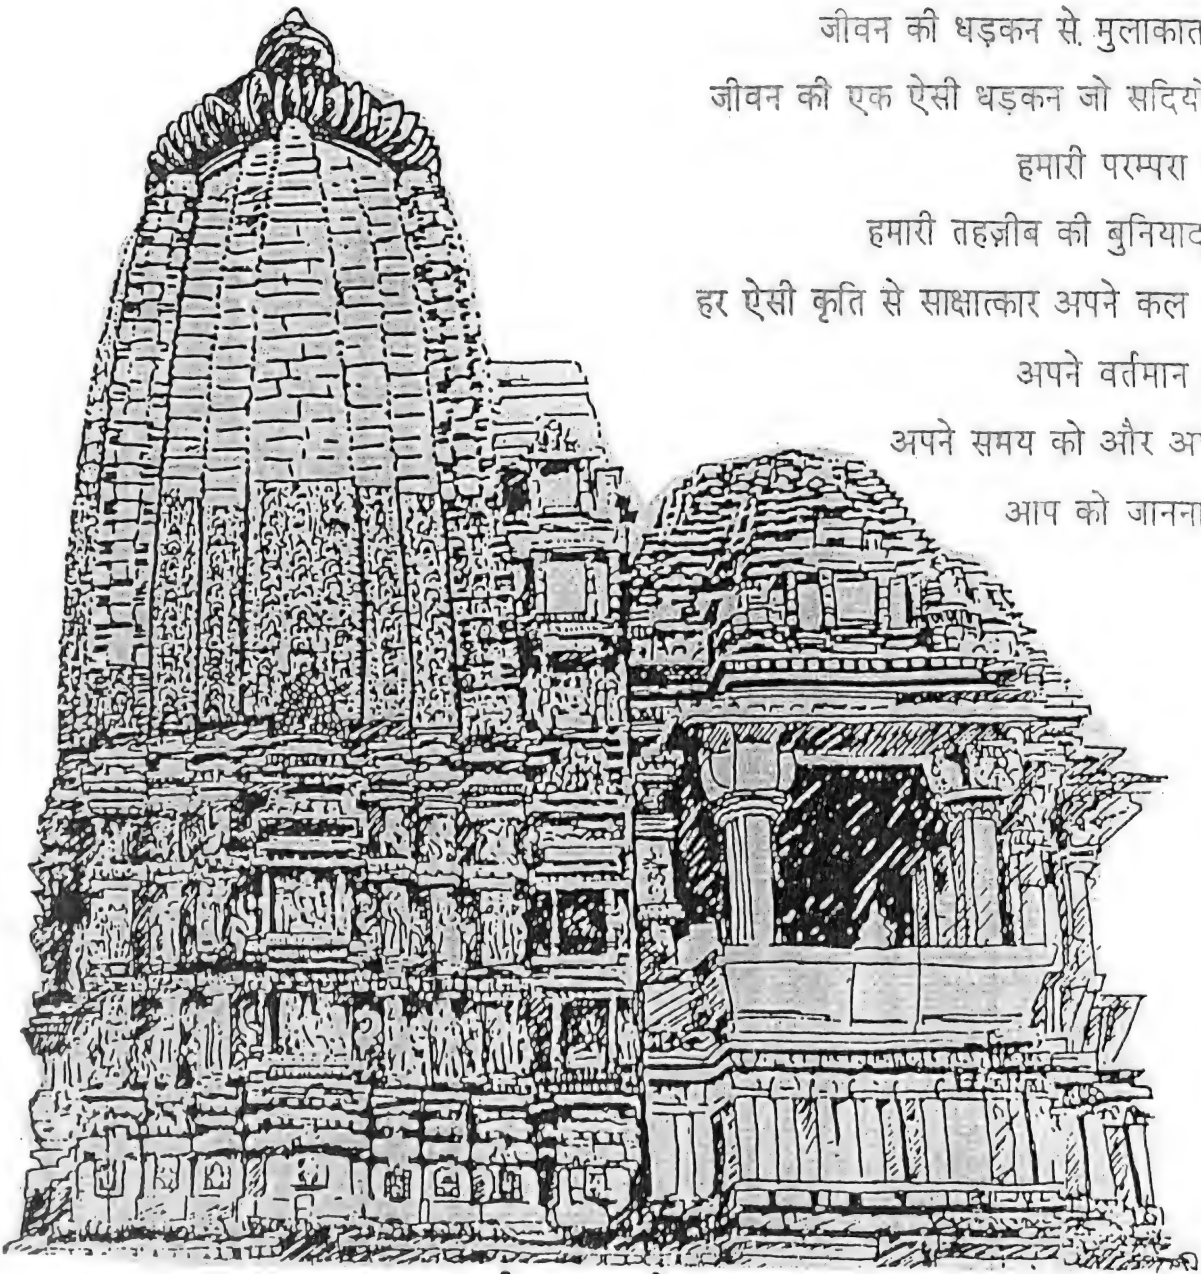 जीवन की धड़कन से मुलाकात
जीवन की एक ऐसी धड़कन जो
हमारी परम्परा
हमारी तहज़ीब की
हर ऐसी कृति से साक्षात्कार अपने कल
अपने वर्तमान
अपने समय को और
आप को जानना